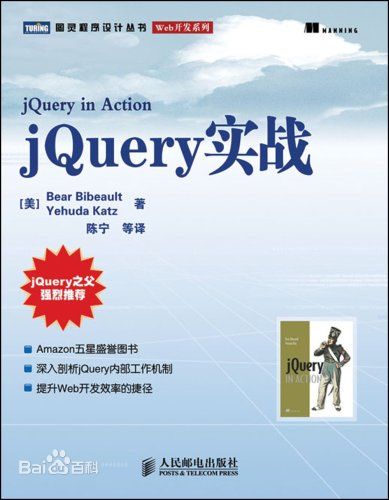 TURING 图灵程序设计丛书 Web开发系列
MANNING
jQuery in Action
jQuery实战
[美] Bear Bibeault 著
Yehuda Katz
陈宁 等译
jQuery之父
强烈推荐
Amazon五星盛誉图书
深入剖析jQuery内部工作机制
提升Web开发效率的捷径
jQuery
IN ACTION
Bai 百科
人民邮电出版社
POSTS & TELECOM PRESS